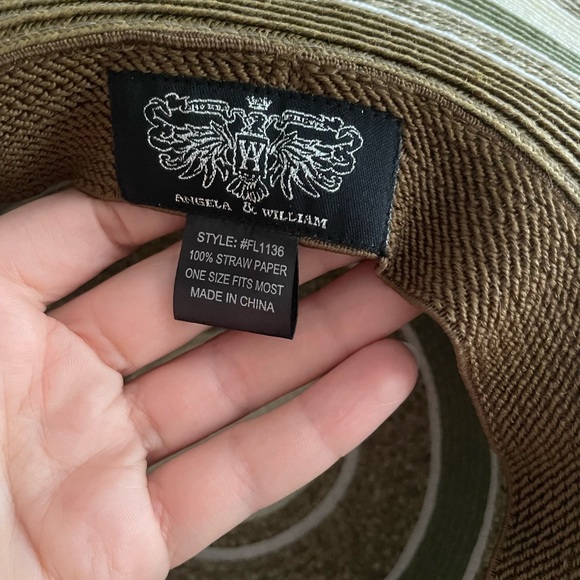 ANGELA & WILLIAM
STYLE: #FL1136
100% STRAW PAPER
ONE SIZE FITS MOST
MADE IN CHINA